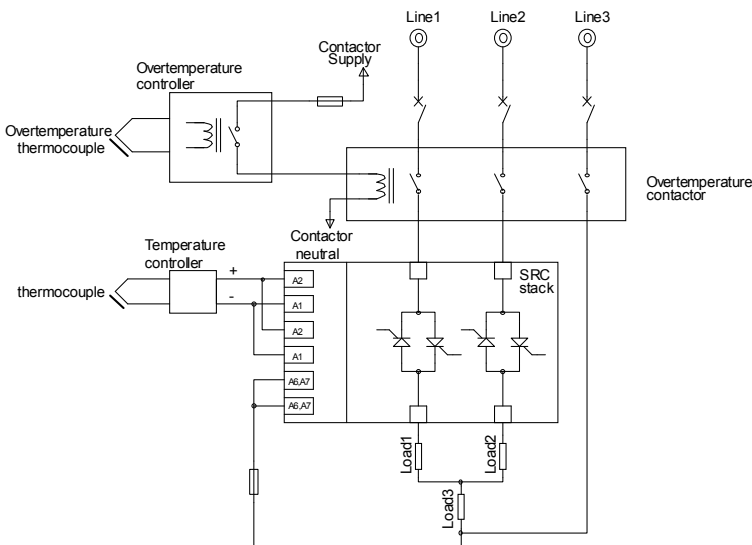 Line1
Line2
Line3
Contactor
Supply
Overtemperature
controller
Overtemperature
thermocouple
Overtemperature
contactor
Contactor
neutral
Temperature
controller
+
-
thermocouple
A2
A1
A2
A1
A6,A7
A6,A7
SRC
stack
Load1
Load2
Load3